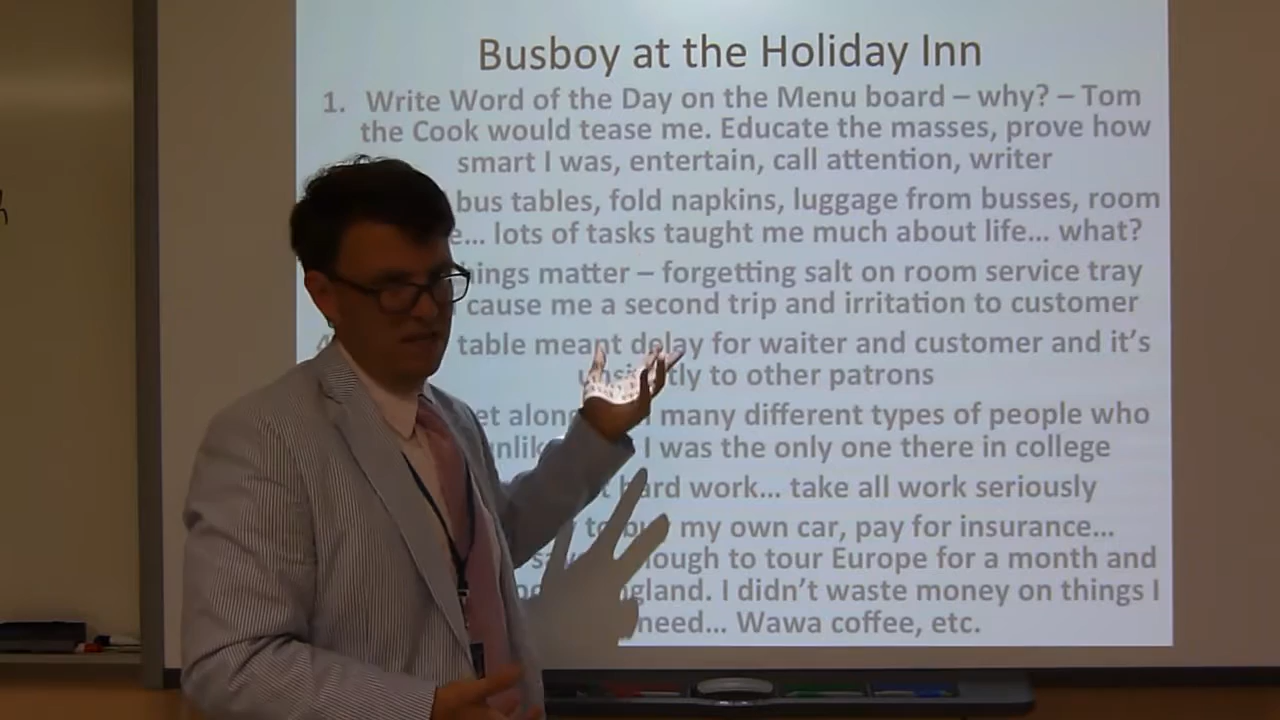 Busboy at the Holiday Inn
1. Write Word of the Day on the Menu board – why? – Tom
the Cook would tease me. Educate the masses, prove how
smart I was, entertain, call attention, writer
bus tables, fold napkins, luggage from busses, room
... lots of tasks taught me much about life... what?
matter – forgetting salt on room service tray
cause me a second trip and irritation to customer
table meant delay for waiter and customer and it's
to other patrons
many different types of people who
I was the only one there in college
hard work... take all work seriously
my own car, pay for insurance...
to tour Europe for a month and
I didn't waste money on things I
need... Wawa coffee, etc.